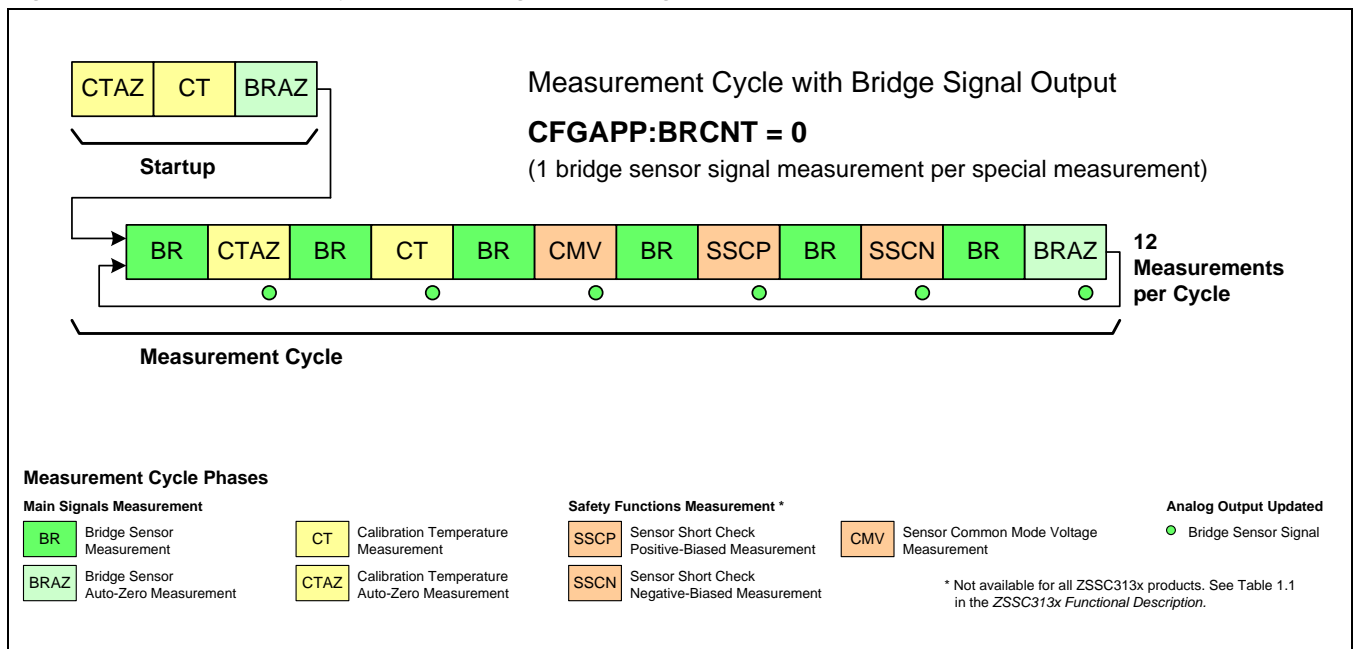 CTAZ CT BRAZ
Startup
Measurement Cycle with Bridge Signal Output
CFGAPP:BRCNT = 0
(1 bridge sensor signal measurement per special measurement)
BR CTAZ BR CT BR CMV BR SSCP BR SSCN BR BRAZ
12
Measurements
per Cycle
Measurement Cycle
Measurement Cycle Phases
Main Signals Measurement
BR Bridge Sensor
Measurement
BRAZ Bridge Sensor
Auto-Zero Measurement
CT Calibration Temperature
Measurement
CTAZ Calibration Temperature
Auto-Zero Measurement
Safety Functions Measurement *
SSCP Sensor Short Check
Positive-Biased Measurement
SSCN Sensor Short Check
Negative-Biased Measurement
CMV Sensor Common Mode Voltage
Measurement
Analog Output Updated
Bridge Sensor Signal
* Not available for all ZSSC313x products. See Table 1.1
in the ZSSC313x Functional Description.